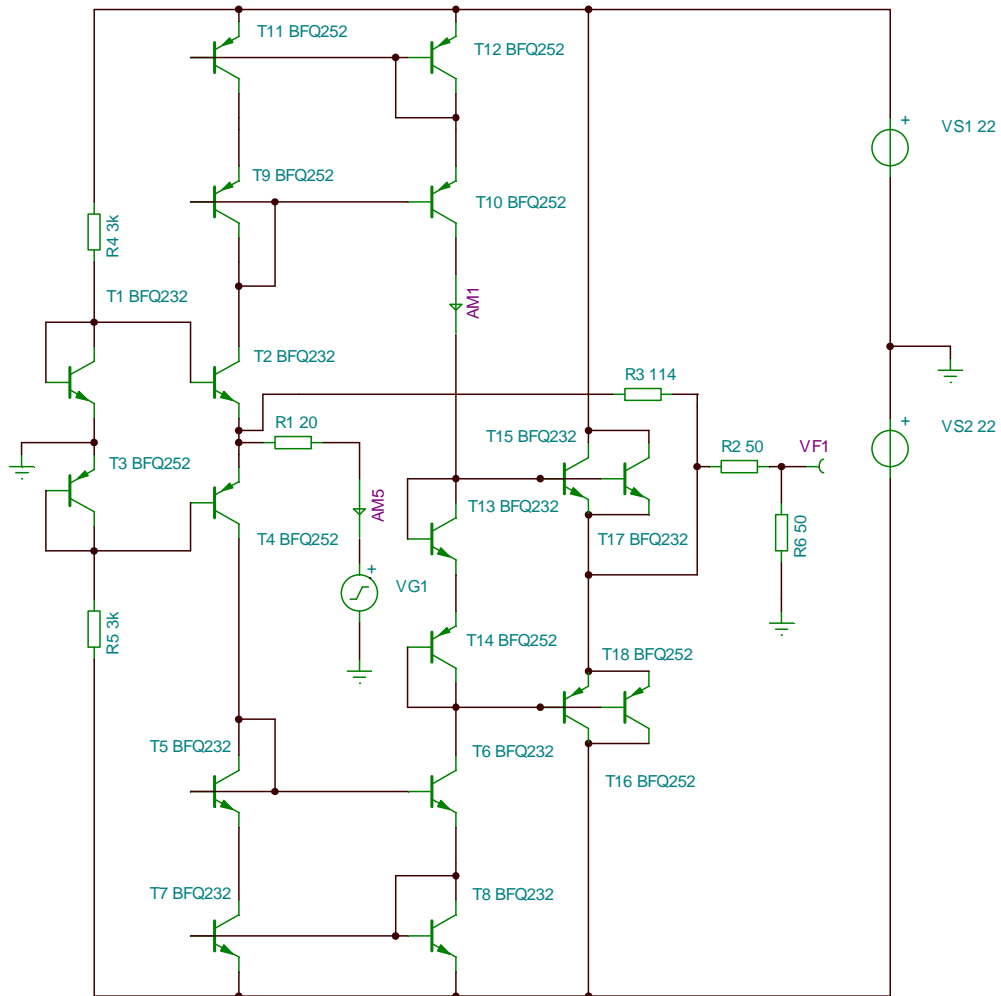 T11 BFQ252
T12 BFQ252
+
VS1 22
T9 BFQ252
T10 BFQ252
R4 3k
T1 BFQ232
AM1
T2 BFQ232
R3 114
R1 20
T15 BFQ232
R2 50
VF1
+
VS2 22
T3 BFQ252
T13 BFQ232
AM5
T4 BFQ252
T17 BFQ232
R6 50
+
VG1
R5 3k
T14 BFQ252
T18 BFQ252
T5 BFQ232
T6 BFQ232
T16 BFQ252
T7 BFQ232
T8 BFQ232